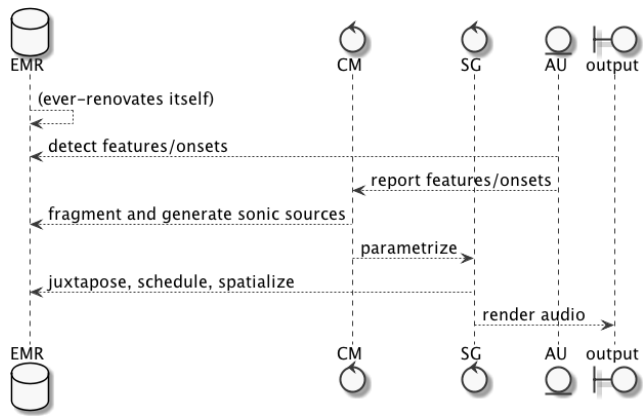 EMR CM SG AU output
(ever-renovates itself)
detect features/onsets
report features/onsets
fragment and generate sonic sources
parametrize
juxtapose, schedule, spatialize
render audio
EMR CM SG AU output